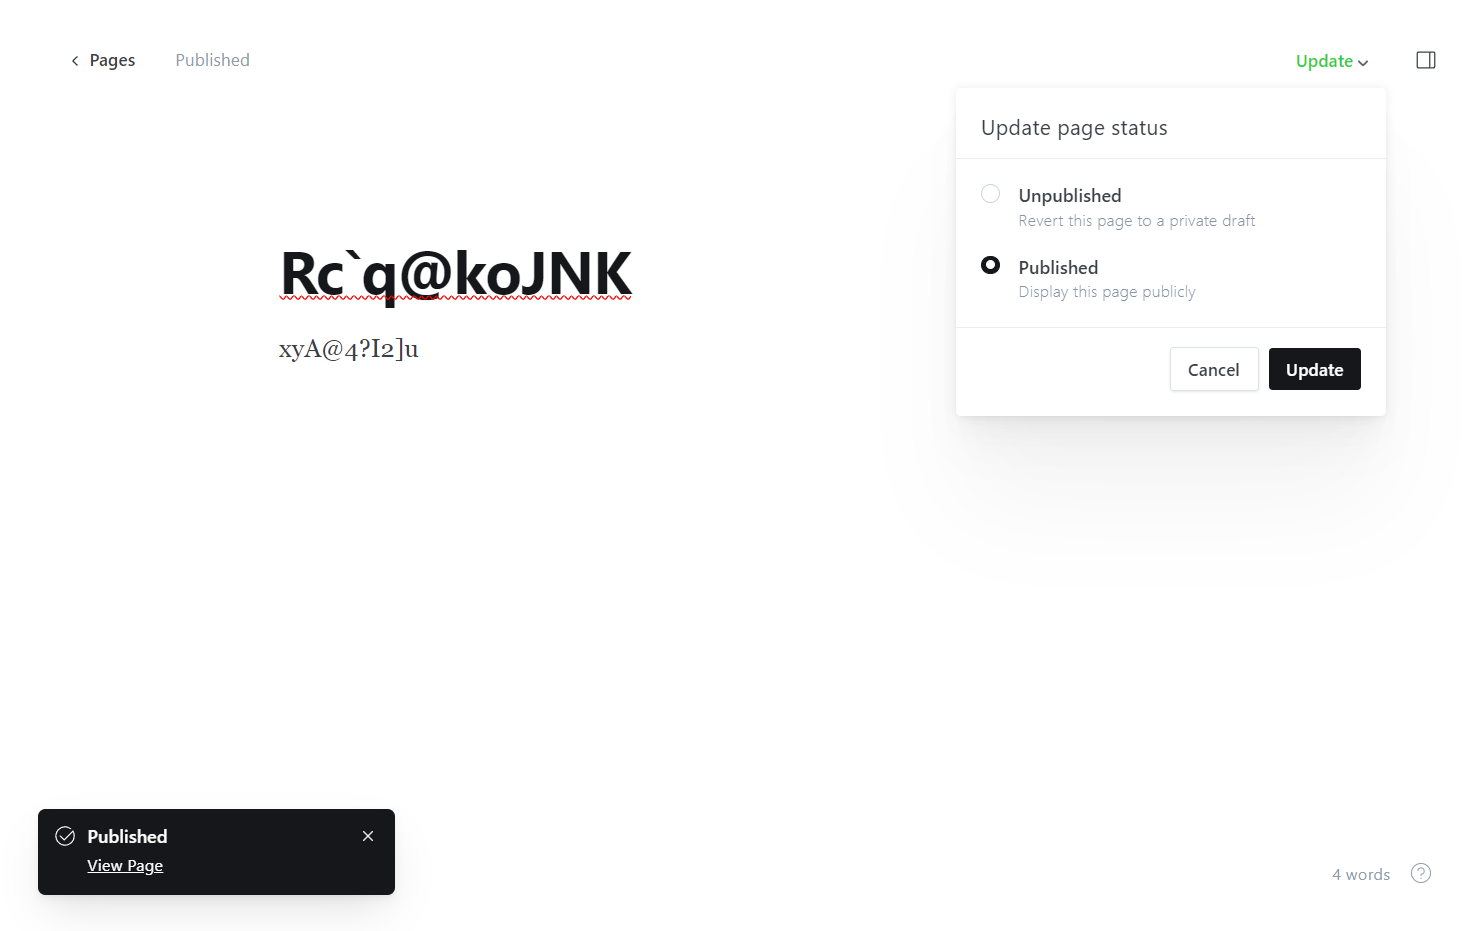 Pages
Published
Update
Update page status
Unpublished
Revert this page to a private draft
Published
Display this page publicly
Cancel
Update
Rc`q@koJNK
xyA@4?I2]u
Published
View Page
4 words
?